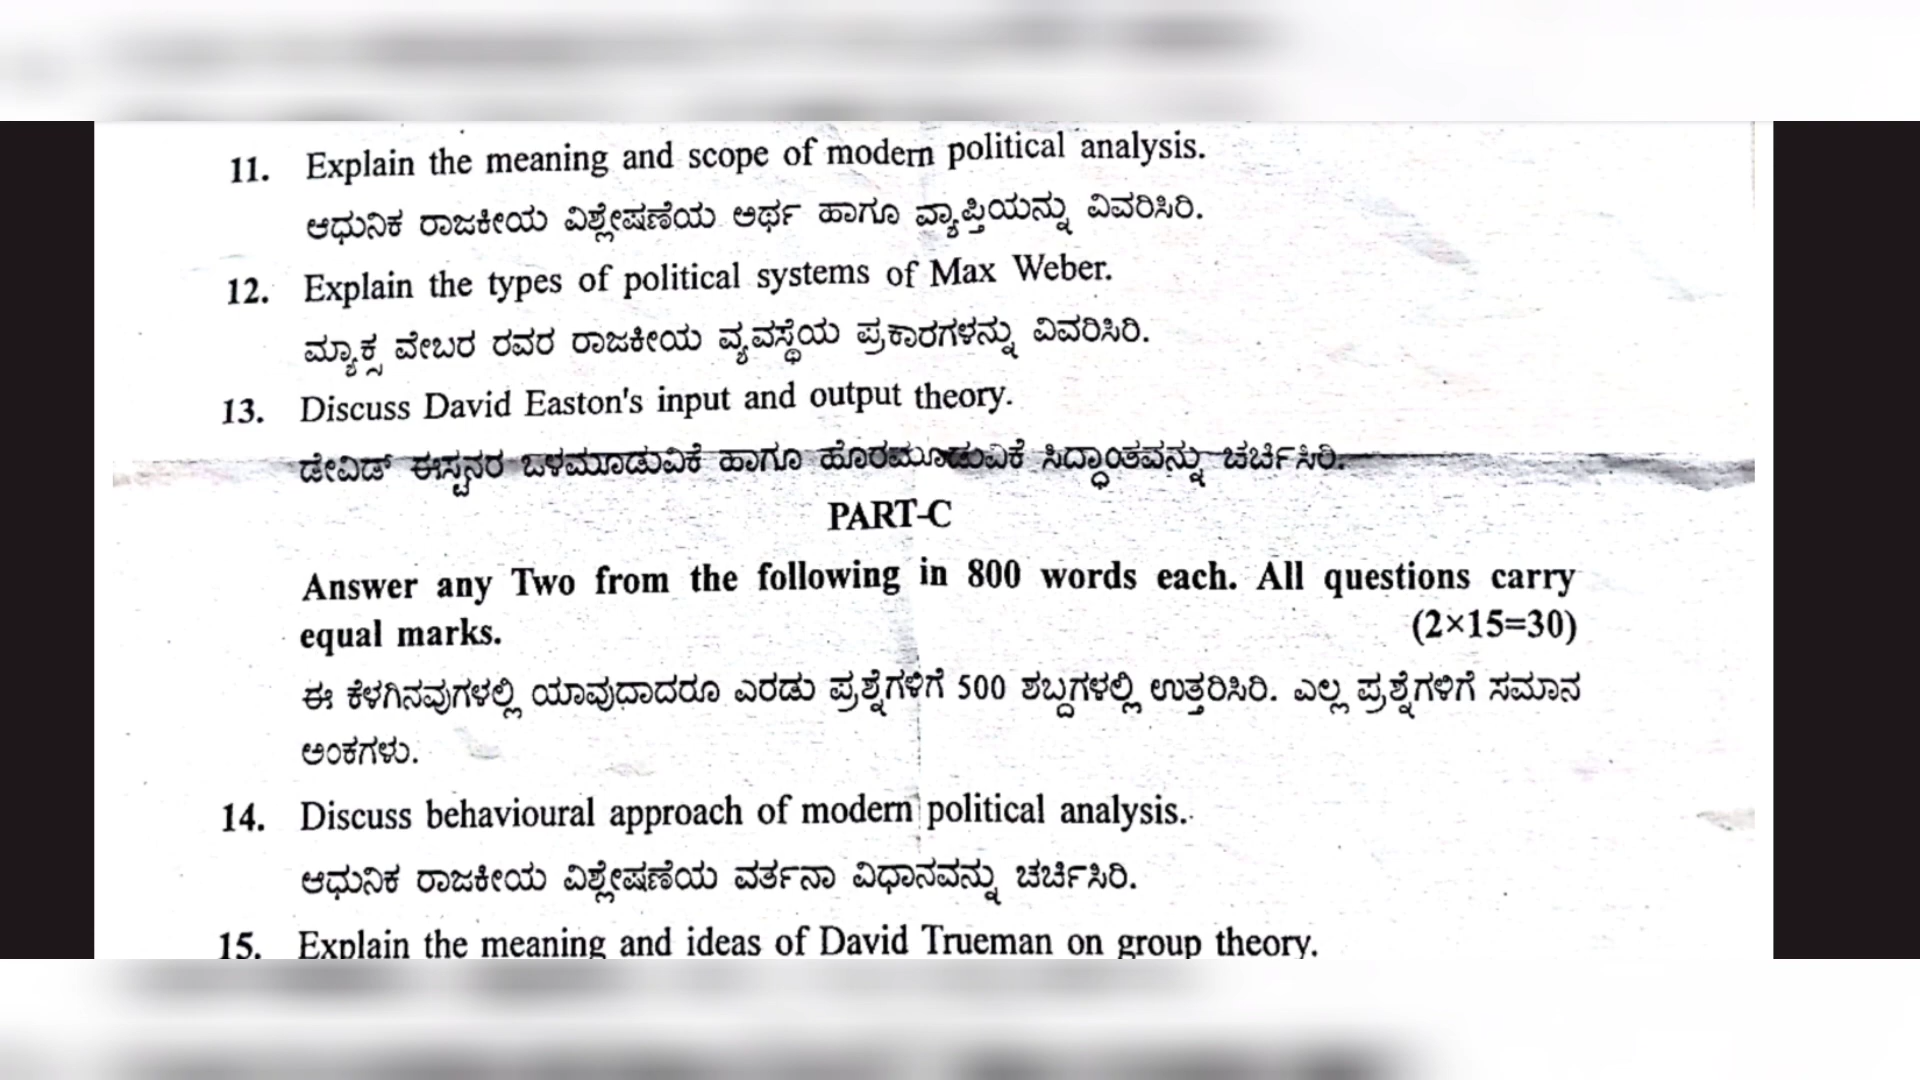 11. Explain the meaning and scope of modern political analysis.
ಆಧುನಿಕ ರಾಜಕೀಯ ವಿಶ್ಲೇಷಣೆಯ ಅರ್ಥ ಹಾಗೂ ವ್ಯಾಪ್ತಿಯನ್ನು ವಿವರಿಸಿರಿ.
12. Explain the types of political systems of Max Weber.
ಮ್ಯಾಕ್ಸ ವೇಬರ ರವರ ರಾಜಕೀಯ ವ್ಯವಸ್ಥೆಯ ಪ್ರಕಾರಗಳನ್ನು ವಿವರಿಸಿರಿ.
13. Discuss David Easton's input and output theory.
ಡೇವಿಡ್ ಈಸ್ಟನರ ಒಳಮೂಡುವಿಕೆ ಹಾಗೂ ಹೊರಮೂಡುವಿಕೆ ಸಿದ್ಧಾಂತವನ್ನು ಚರ್ಚಿಸಿರಿ.
PART-C
Answer any Two from the following in 800 words each. All questions carry
equal marks. (2×15=30)
ಈ ಕೆಳಗಿನವುಗಳಲ್ಲಿ ಯಾವುದಾದರೂ ಎರಡು ಪ್ರಶ್ನೆಗಳಿಗೆ 500 ಶಬ್ದಗಳಲ್ಲಿ ಉತ್ತರಿಸಿರಿ. ಎಲ್ಲ ಪ್ರಶ್ನೆಗಳಿಗೆ ಸಮಾನ
ಅಂಕಗಳು.
14. Discuss behavioural approach of modern political analysis.
ಆಧುನಿಕ ರಾಜಕೀಯ ವಿಶ್ಲೇಷಣೆಯ ವರ್ತನಾ ವಿಧಾನವನ್ನು ಚರ್ಚಿಸಿರಿ.
15. Explain the meaning and ideas of David Trueman on group theory.